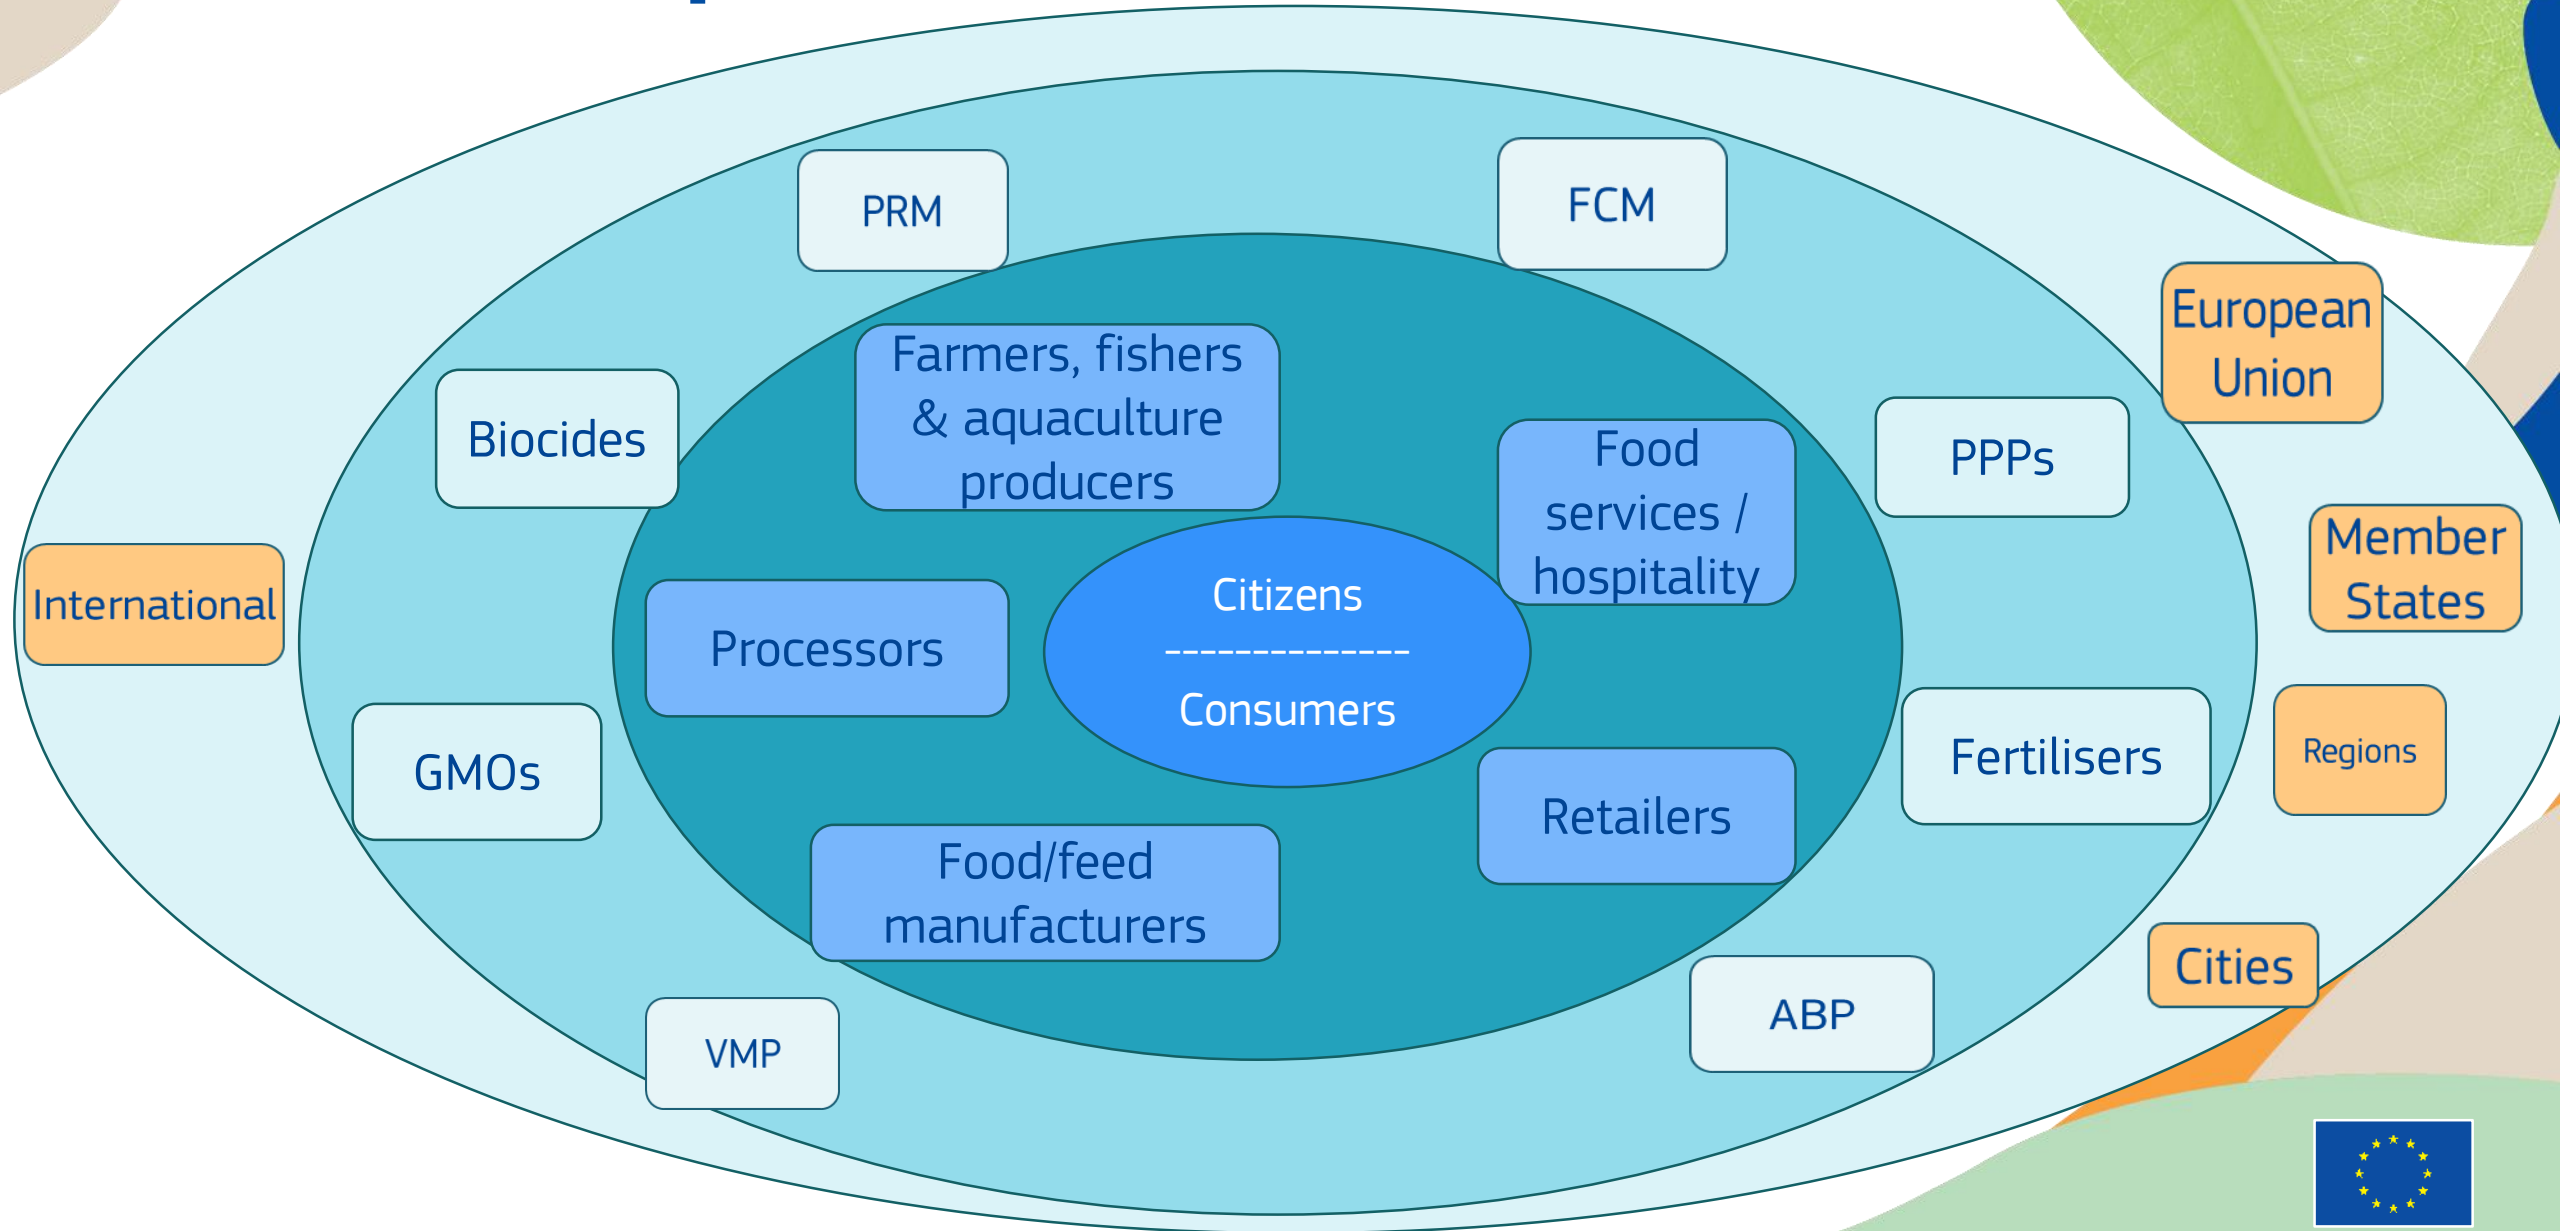 PRM
FCM
European
Union
Farmers, fishers
& aquaculture
producers
Biocides
Food
services /
hospitality
PPPs
Member
States
International
Processors
Citizens
--------------
Consumers
GMOs
Fertilisers
Regions
Retailers
Food/feed
manufacturers
Cities
VMP
ABP